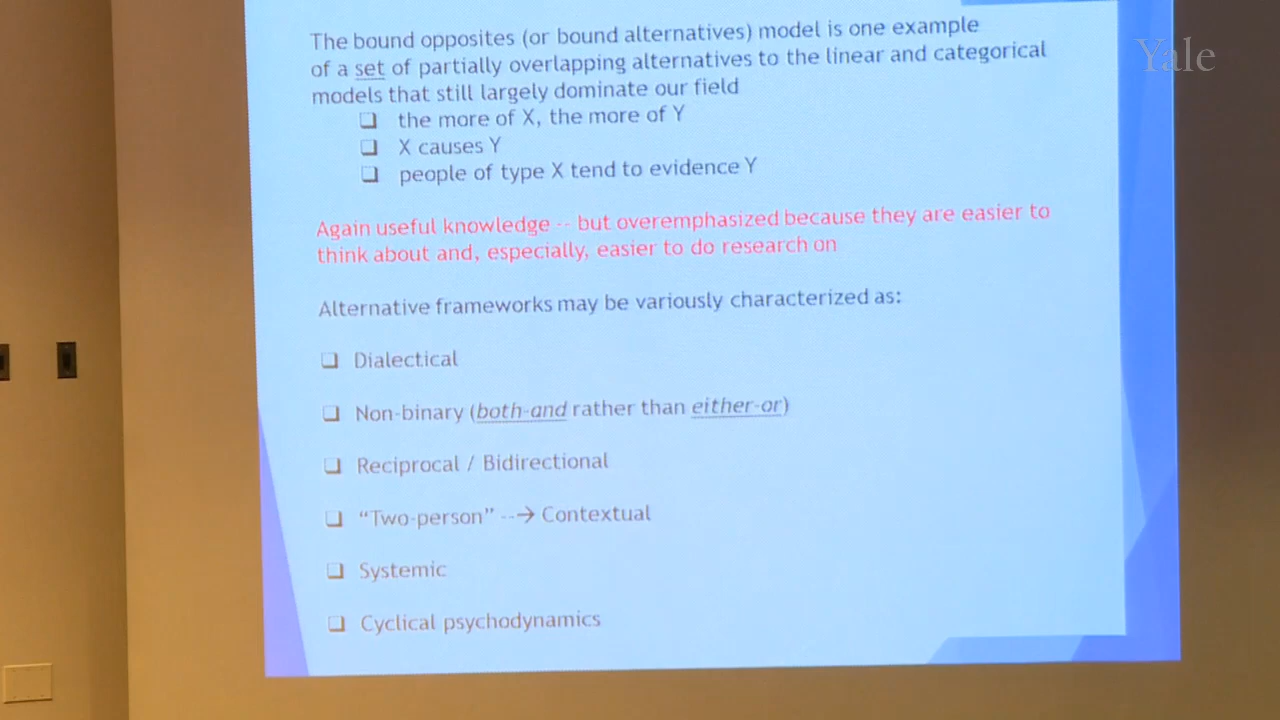 The bound opposites (or bound alternatives) model is one example
of a set of partially overlapping alternatives to the linear and categorical
models that still largely dominate our field
❑ the more of X, the more of Y
❑ X causes Y
❑ people of type X tend to evidence Y
Again useful knowledge -- but overemphasized because they are easier to
think about and, especially, easier to do research on
Alternative frameworks may be variously characterized as:
❑ Dialectical
❑ Non-binary (both-and rather than either-or)
❑ Reciprocal / Bidirectional
❑ “Two-person” --→ Contextual
❑ Systemic
❑ Cyclical psychodynamics
Yale